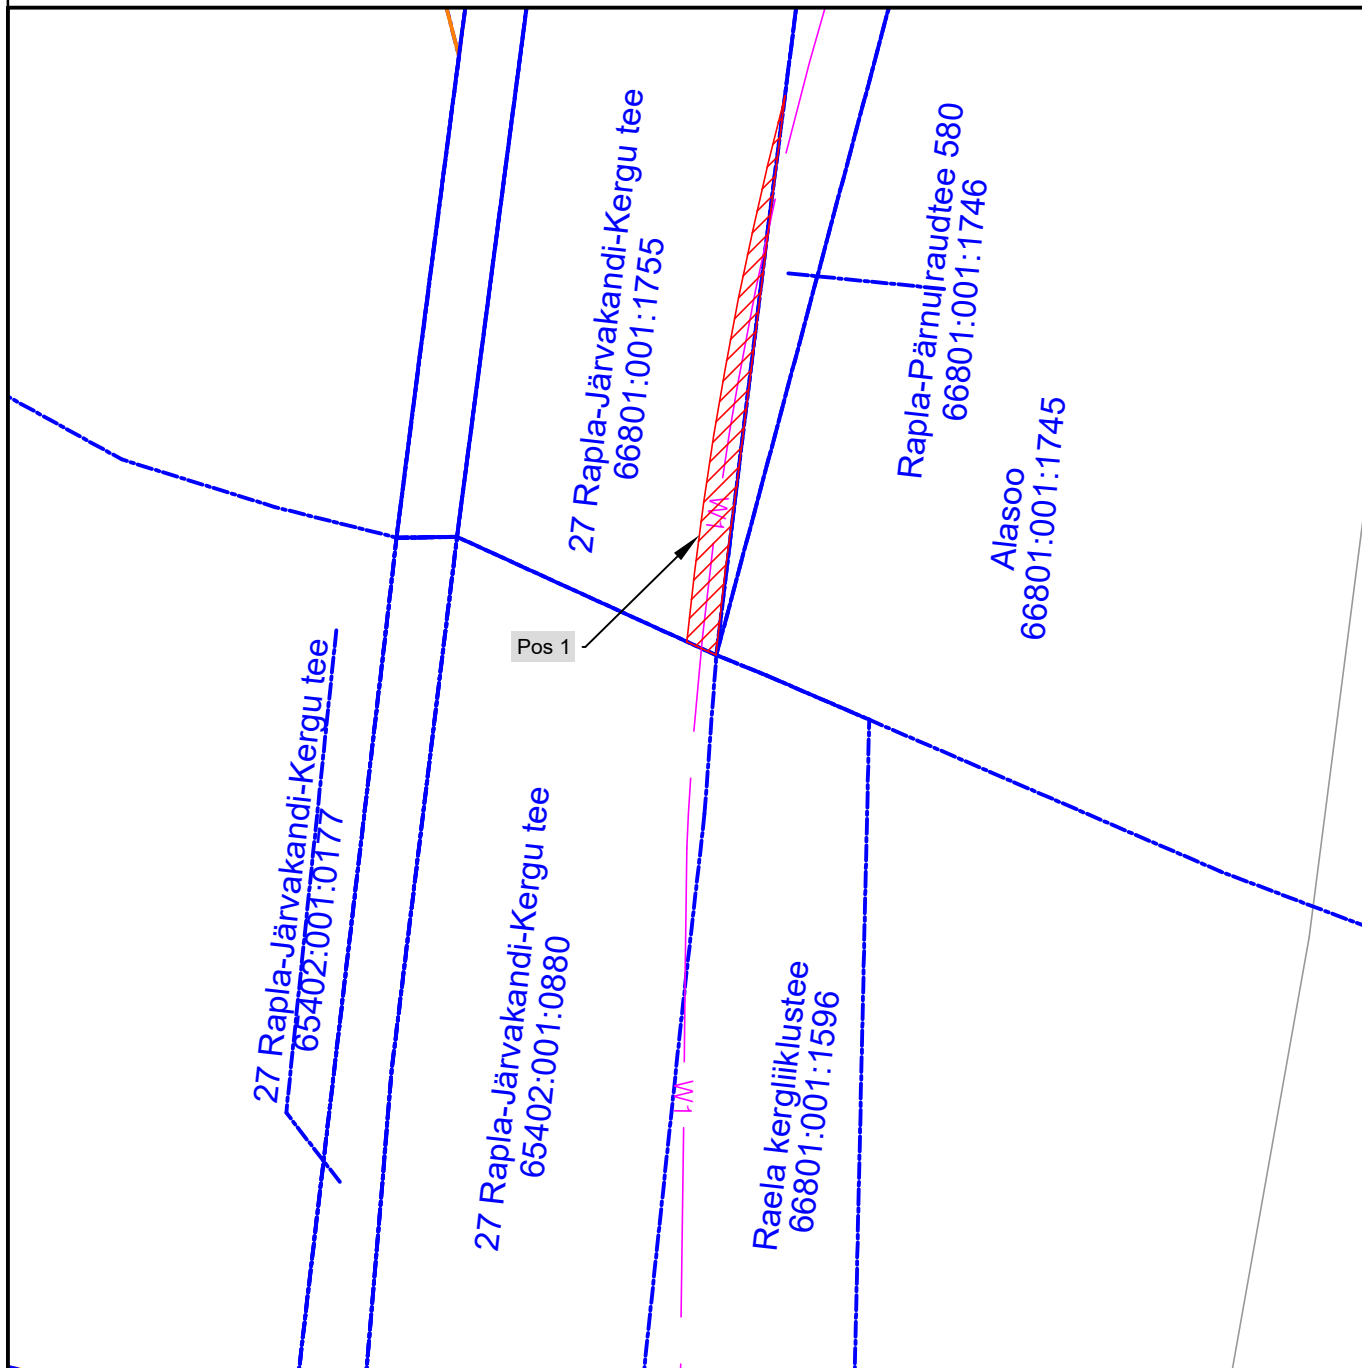 27 Rapla-Järvakandi-Kergu tee
66801:001:1755
Rapla-Pärnu raudtee 580
66801:001:1746
Alasoo
66801:001:1745
W1
Pos 1
27 Rapla-Järvakandi-Kergu tee
65402:001:0177
27 Rapla-Järvakandi-Kergu tee
65402:001:0880
Raela kergliiklustee
66801:001:1596
W1